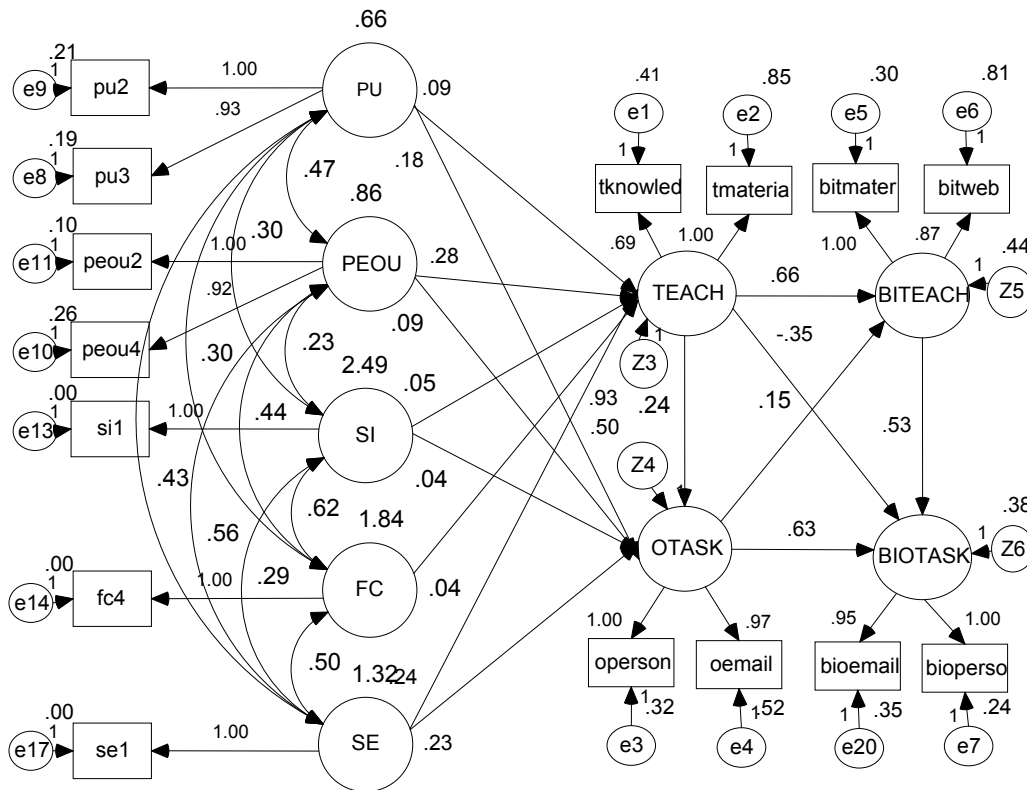 .66
.21
1
e9
pu2
1.00
PU
.09
.93
.19
1
e8
pu3
.18
.47
.86
.10
1
e11
peou2
1.00
.30
PEOU
.28
.92
.26
1
e10
peou4
.30
.23
.09
2.49
.00
1
e13
si1
1.00
.44
SI
.05
.04
.43
.56
.62
1.84
.00
1
e14
fc4
1.00
.29
FC
.04
.50
1.32
.24
.00
1
e17
se1
1.00
SE
.23
.41
.85
.30
.81
e1
e2
e5
e6
1
1
1
1
tknowled
tmateria
bitmater
bitweb
.69
1.00
1.00
.87
.44
TEACH
.66
BITEACH
1
Z5
1
Z3
-.35
.93
.24
.50
.15
.53
Z4
1
.38
OTASK
.63
BIOTASK
1
Z6
1.00
.97
.95
1.00
operson
oemail
bioemail
bioperso
1
.32
1
.52
1
.35
1
.24
e3
e4
e20
e7